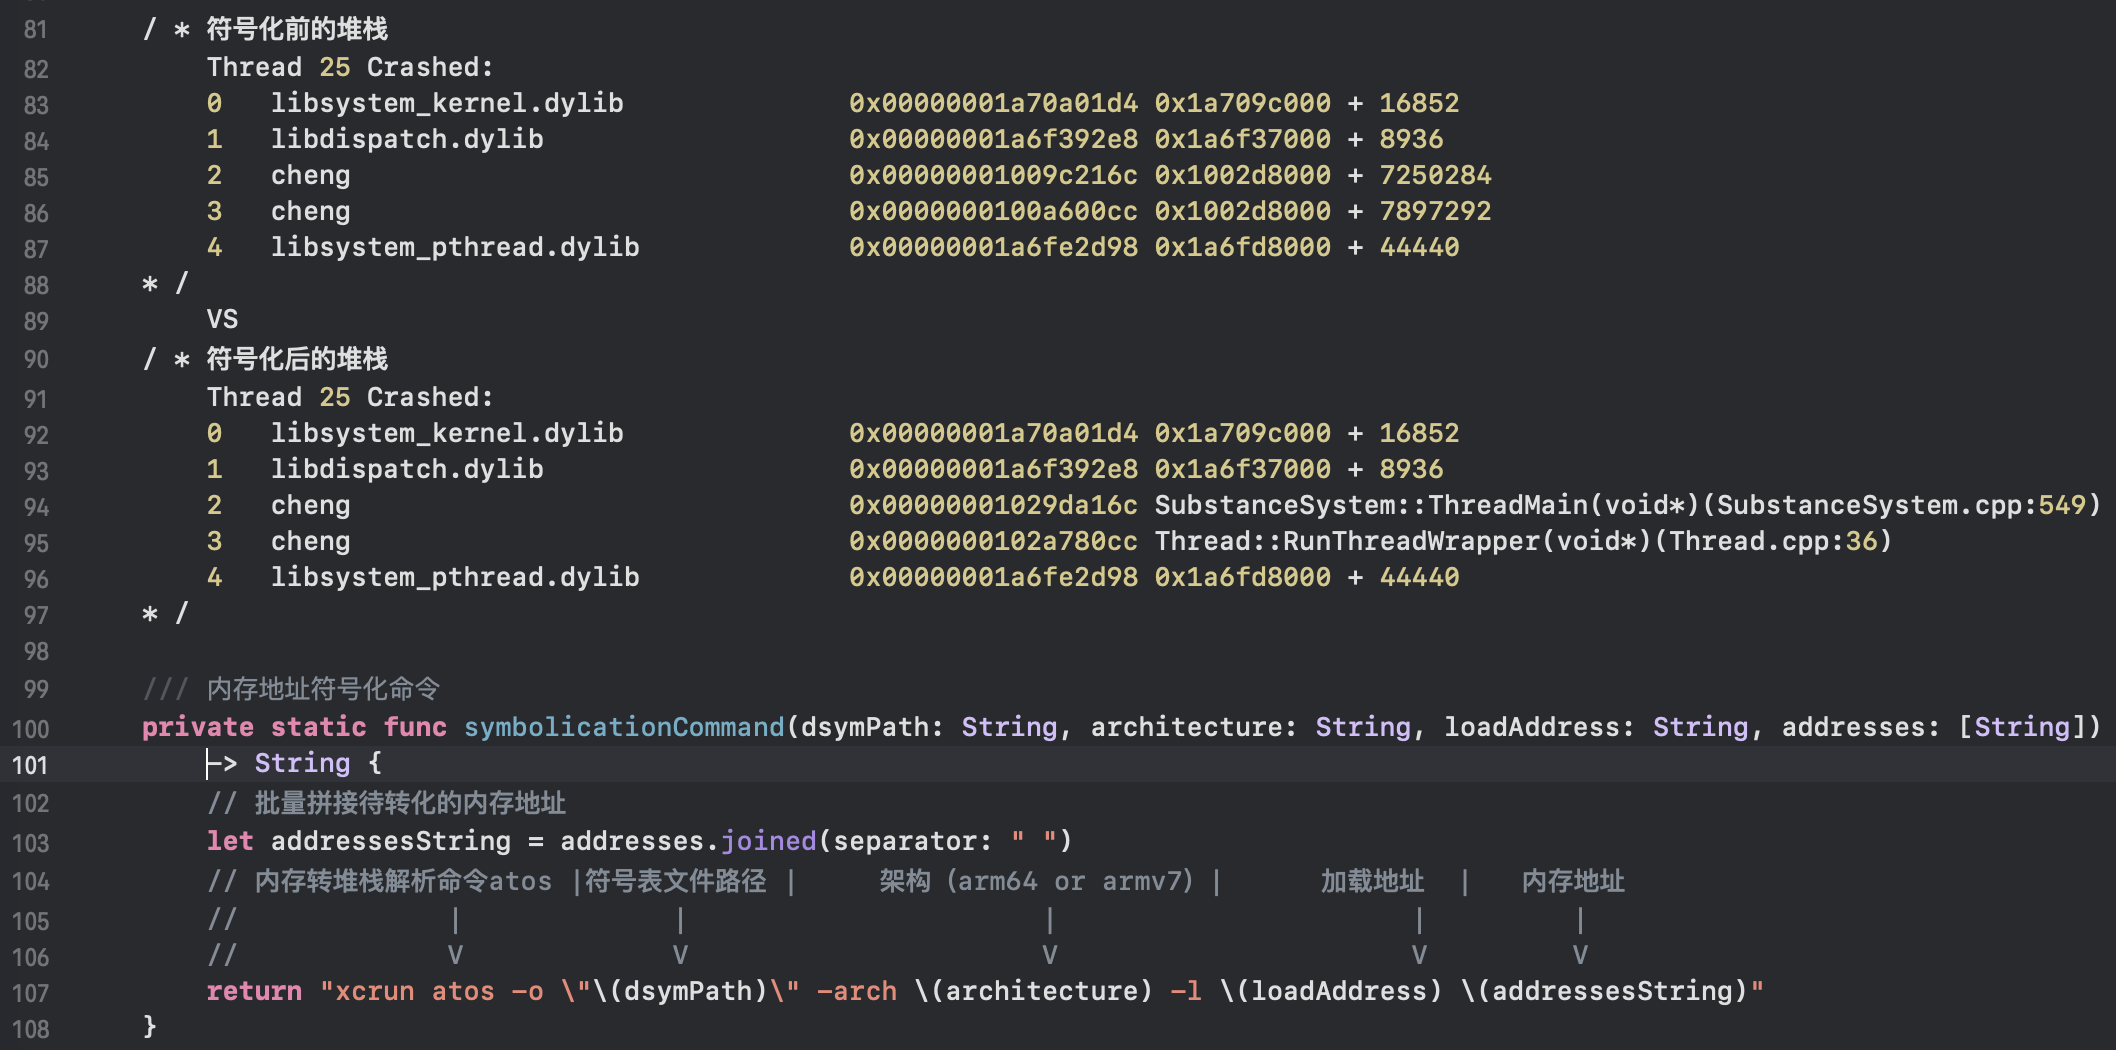 81 / * 符号化前的堆栈
82 Thread 25 Crashed:
83 0 libsystem_kernel.dylib 0x00000001a70a01d4 0x1a709c000 + 16852
84 1 libdispatch.dylib 0x00000001a6f392e8 0x1a6f37000 + 8936
85 2 cheng 0x00000001009c216c 0x1002d8000 + 7250284
86 3 cheng 0x0000000100a600cc 0x1002d8000 + 7897292
87 4 libsystem_pthread.dylib 0x00000001a6fe2d98 0x1a6fd8000 + 44440
88 * /
89 VS
90 / * 符号化后的堆栈
91 Thread 25 Crashed:
92 0 libsystem_kernel.dylib 0x00000001a70a01d4 0x1a709c000 + 16852
93 1 libdispatch.dylib 0x00000001a6f392e8 0x1a6f37000 + 8936
94 2 cheng 0x00000001029da16c SubstanceSystem::ThreadMain(void*)(SubstanceSystem.cpp:549)
95 3 cheng 0x0000000102a780cc Thread::RunThreadWrapper(void*)(Thread.cpp:36)
96 4 libsystem_pthread.dylib 0x00000001a6fe2d98 0x1a6fd8000 + 44440
97 * /
98
99 /// 内存地址符号化命令
100 private static func symbolicationCommand(dsymPath: String, architecture: String, loadAddress: String, addresses: [String])
101 -> String {
102 // 批量拼接待转化的内存地址
103 let addressesString = addresses.joined(separator: " ")
104 // 内存转堆栈解析命令atos |符号表文件路径 | 架构（arm64 or armv7）| 加载地址 | 内存地址
105 // | | | | |
106 // V V V V V
107 return "xcrun atos -o \"\(dsymPath)\" -arch \(architecture) -l \(loadAddress) \(addressesString)"
108 }